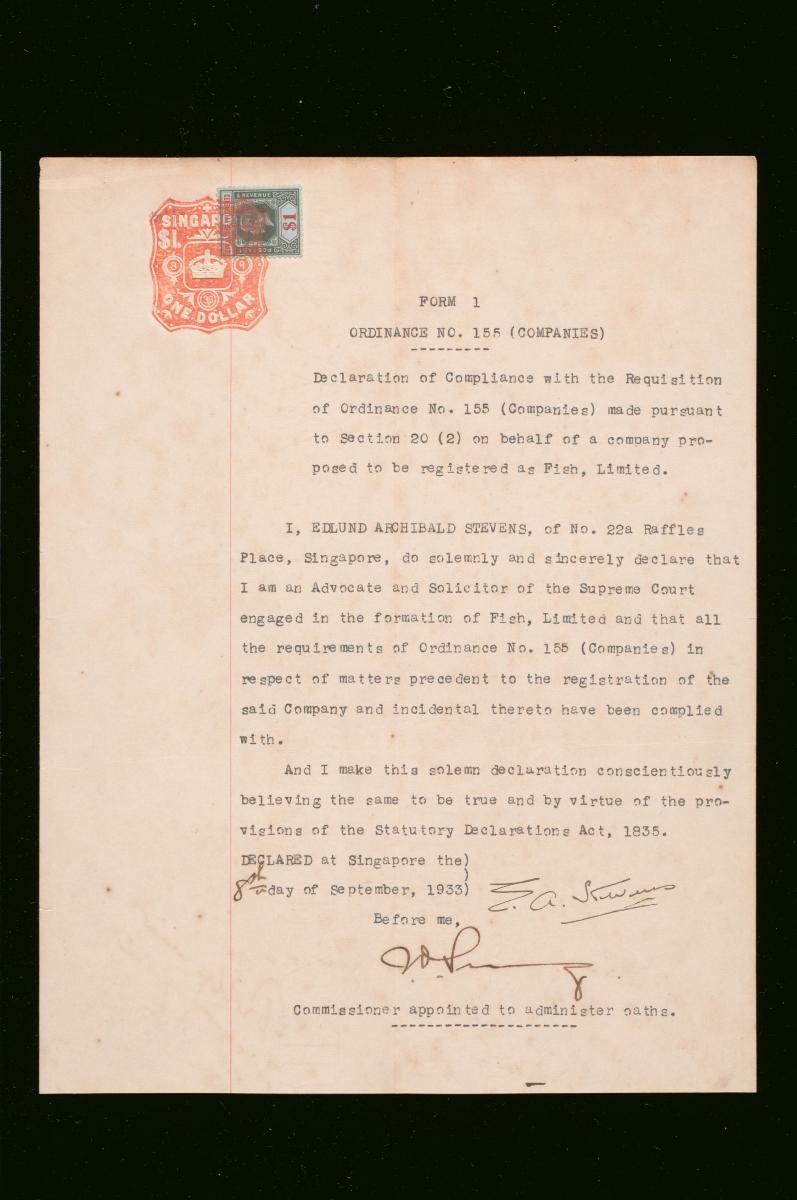 SINGAPORE
$1.
3 9
33
ONE DOLLAR
& REVENUE
$1
POSTAGE
FORM 1
ORDINANCE NO. 155 (COMPANIES)
Declaration of Compliance with the Requisition
of Ordinance No. 155 (Companies) made pursuant
to Section 20 (2) on behalf of a company pro-
posed to be registered as Fish, Limited.
I, EDLUND ARCHIBALD STEVENS, of No. 22a Raffles
Place, Singapore, do solemnly and sincerely declare that
I am an Advocate and Solicitor of the Supreme Court
engaged in the formation of Fish, Limited and that all
the requirements of Ordinance No. 155 (Companies) in
respect of matters precedent to the registration of the
said Company and incidental thereto have been complied
with.
And I make this solemn declaration conscientiously
believing the same to be true and by virtue of the pro-
visions of the Statutory Declarations Act, 1835.
DECLARED at Singapore the)
)
8th day of September, 1933) E. A. Stevens
Before me,
Commissioner appointed to administer oaths.